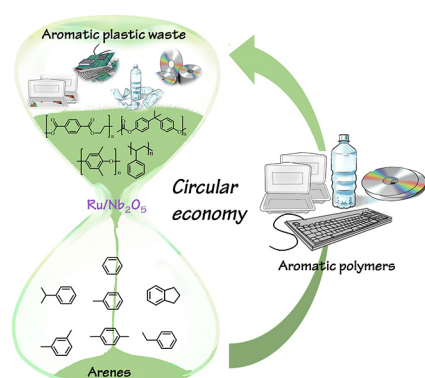 Aromatic plastic waste
Ru/Nb₂O₅
Circular
economy
Aromatic polymers
Arenes